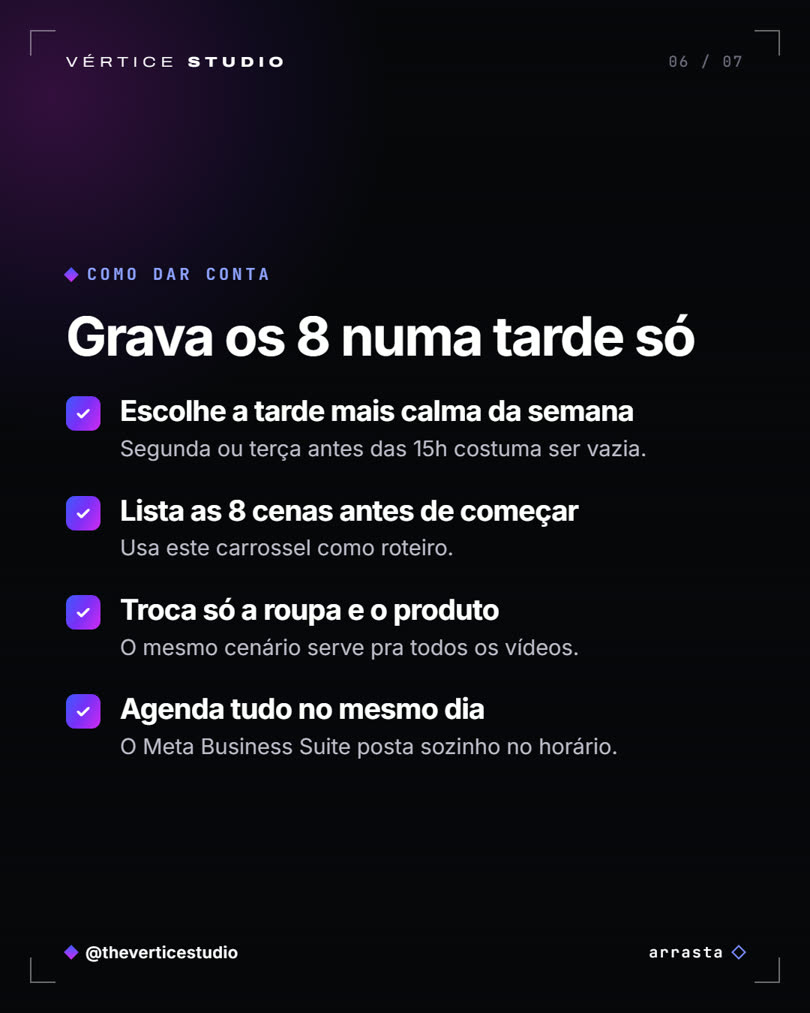 VÉRTICE STUDIO
06 / 07
COMO DAR CONTA
Grava os 8 numa tarde só
Escolhe a tarde mais calma da semana
Segunda ou terça antes das 15h costuma ser vazia.
Lista as 8 cenas antes de começar
Usa este carrossel como roteiro.
Troca só a roupa e o produto
O mesmo cenário serve pra todos os vídeos.
Agenda tudo no mesmo dia
O Meta Business Suite posta sozinho no horário.
@theverticestudio
arrasta